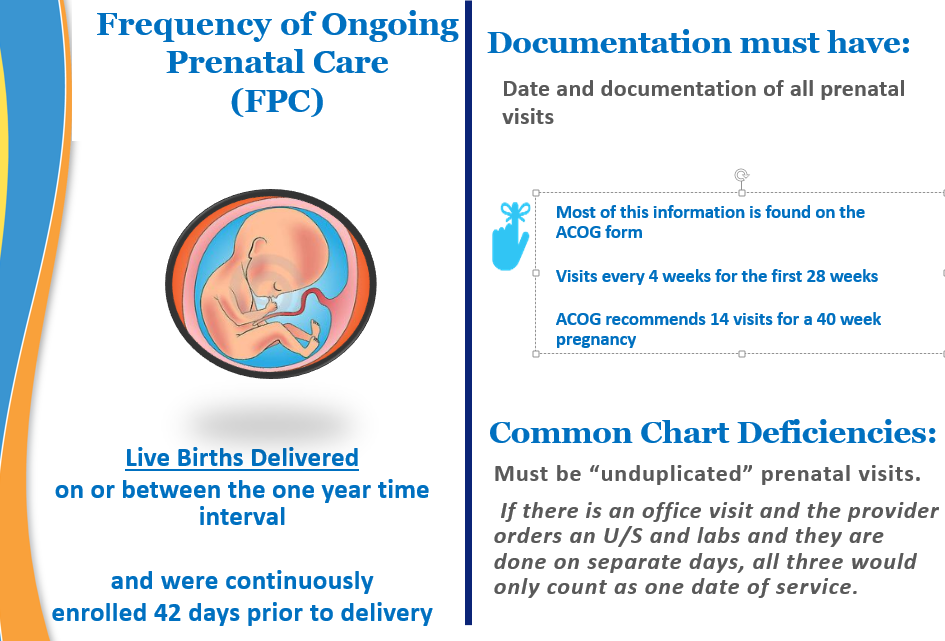 Frequency of Ongoing
Prenatal Care
(FPC)
Live Births Delivered
on or between the one year time
interval
and were continuously
enrolled 42 days prior to delivery
Documentation must have:
Date and documentation of all prenatal
visits
Most of this information is found on the
ACOG form
Visits every 4 weeks for the first 28 weeks
ACOG recommends 14 visits for a 40 week
pregnancy
Common Chart Deficiencies:
Must be “unduplicated” prenatal visits.
If there is an office visit and the provider
orders an U/S and labs and they are
done on separate days, all three would
only count as one date of service.